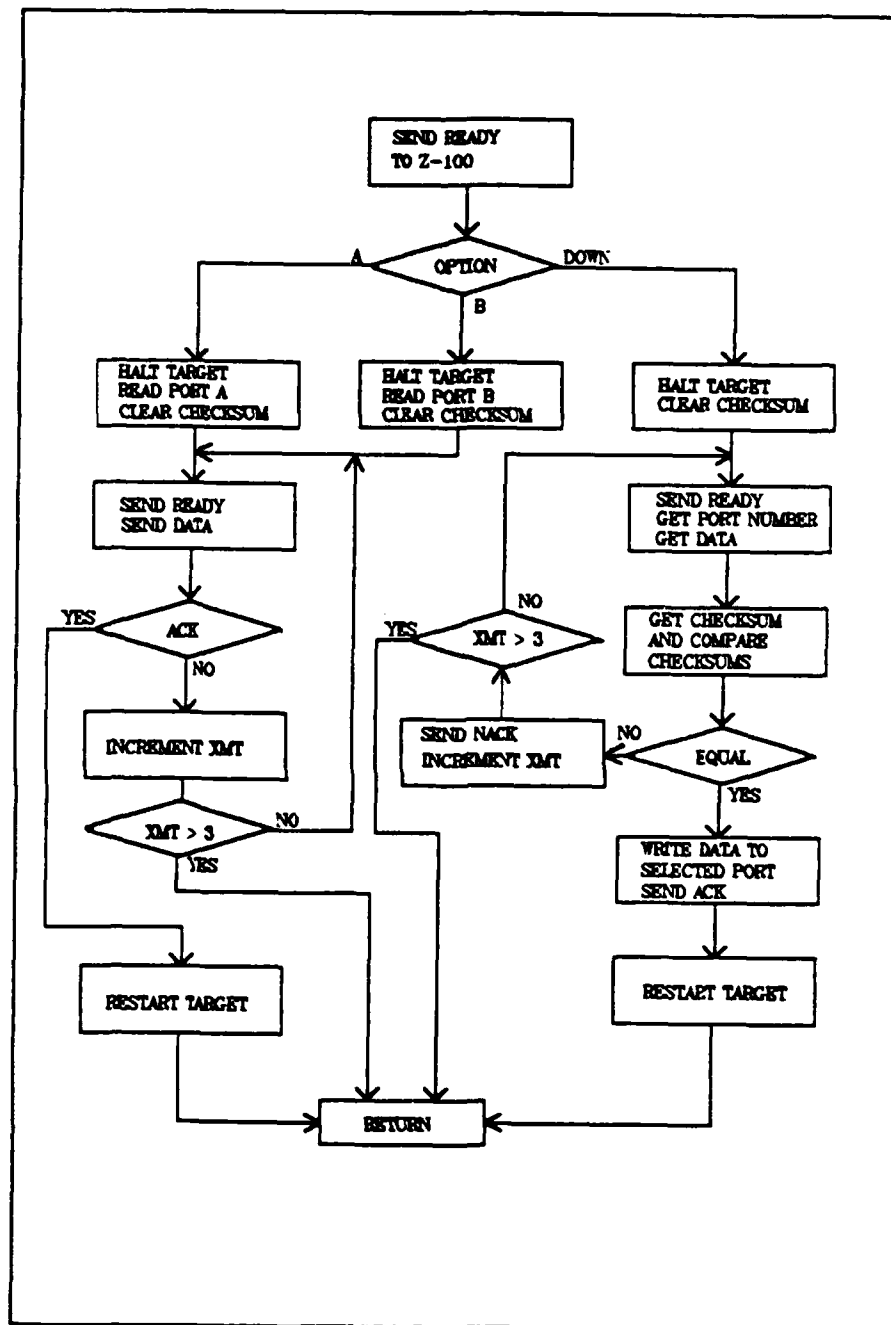 SEND READY
TO Z-100
OPTION
A
DOWN
B
HALT TARGET
READ PORT A
CLEAR CHECKSUM
HALT TARGET
READ PORT B
CLEAR CHECKSUM
HALT TARGET
CLEAR CHECKSUM
SEND READY
SEND DATA
SEND READY
GET PORT NUMBER
GET DATA
YES
ACK
NO
YES
XMT > 3
NO
GET CHECKSUM
AND COMPARE
CHECKSUMS
INCREMENT XMT
SEND NACK
INCREMENT XMT
NO
EQUAL
YES
XMT > 3
NO
YES
WRITE DATA TO
SELECTED PORT
SEND ACK
RESTART TARGET
RESTART TARGET
RETURN